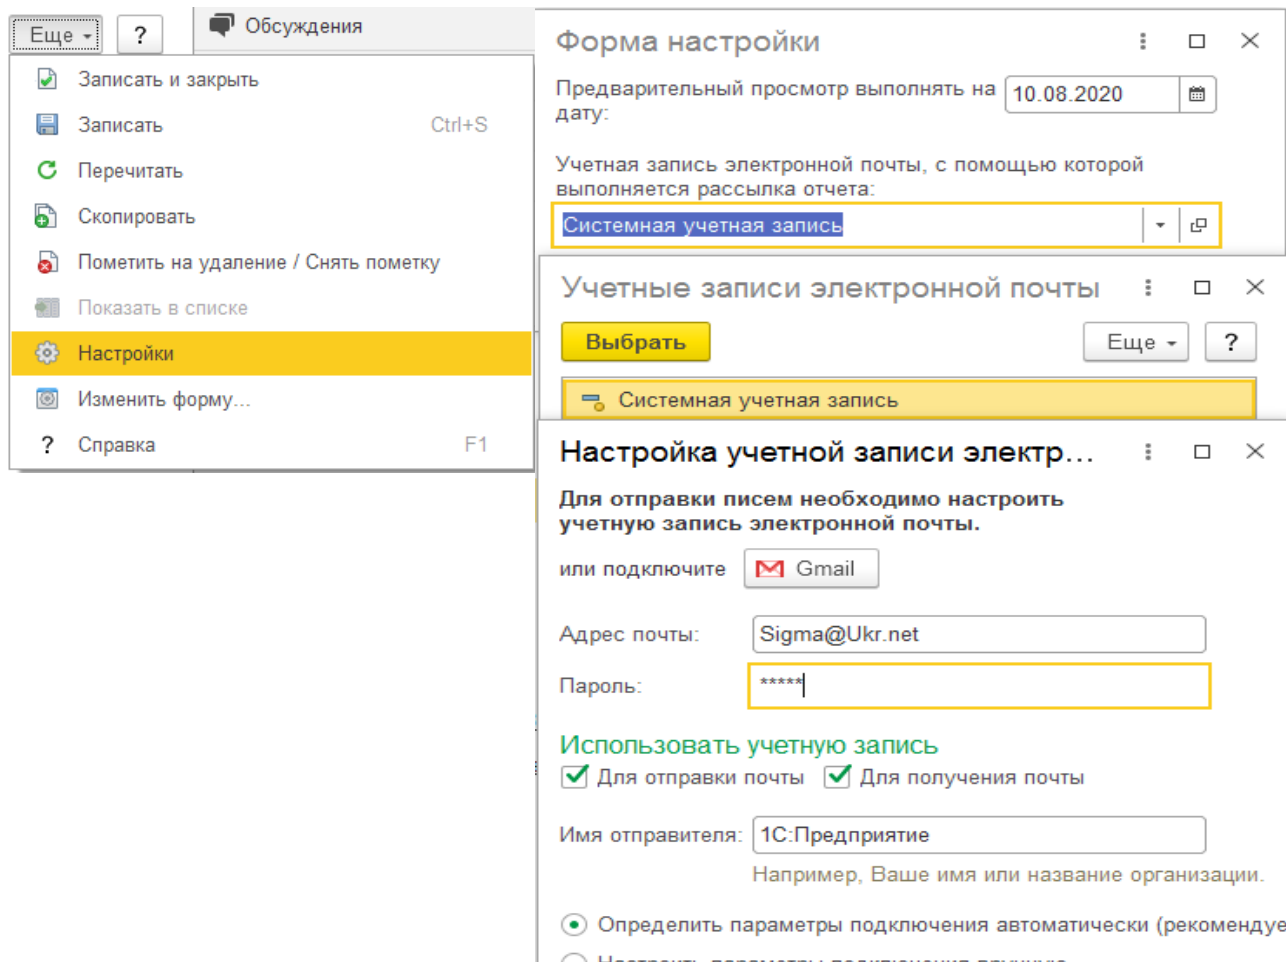 Еще
?
Обсуждения
Записать и закрыть
Записать Ctrl+S
Перечитать
Скопировать
Пометить на удаление / Снять пометку
Показать в списке
Настройки
Изменить форму...
? Справка F1
Форма настройки
Предварительный просмотр выполнять на
дату:
10.08.2020
Учетная запись электронной почты, с помощью которой
выполняется рассылка отчета:
Системная учетная запись
Учетные записи электронной почты
Выбрать
Еще
?
Системная учетная запись
Настройка учетной записи электр...
Для отправки писем необходимо настроить
учетную запись электронной почты.
или подключите Gmail
Адрес почты: Sigma@Ukr.net
Пароль: *****
Использовать учетную запись
Для отправки почты Для получения почты
Имя отправителя: 1С:Предприятие
Например, Ваше имя или название организации.
Определить параметры подключения автоматически (рекомендуе
Настроить параметры подключения вручную